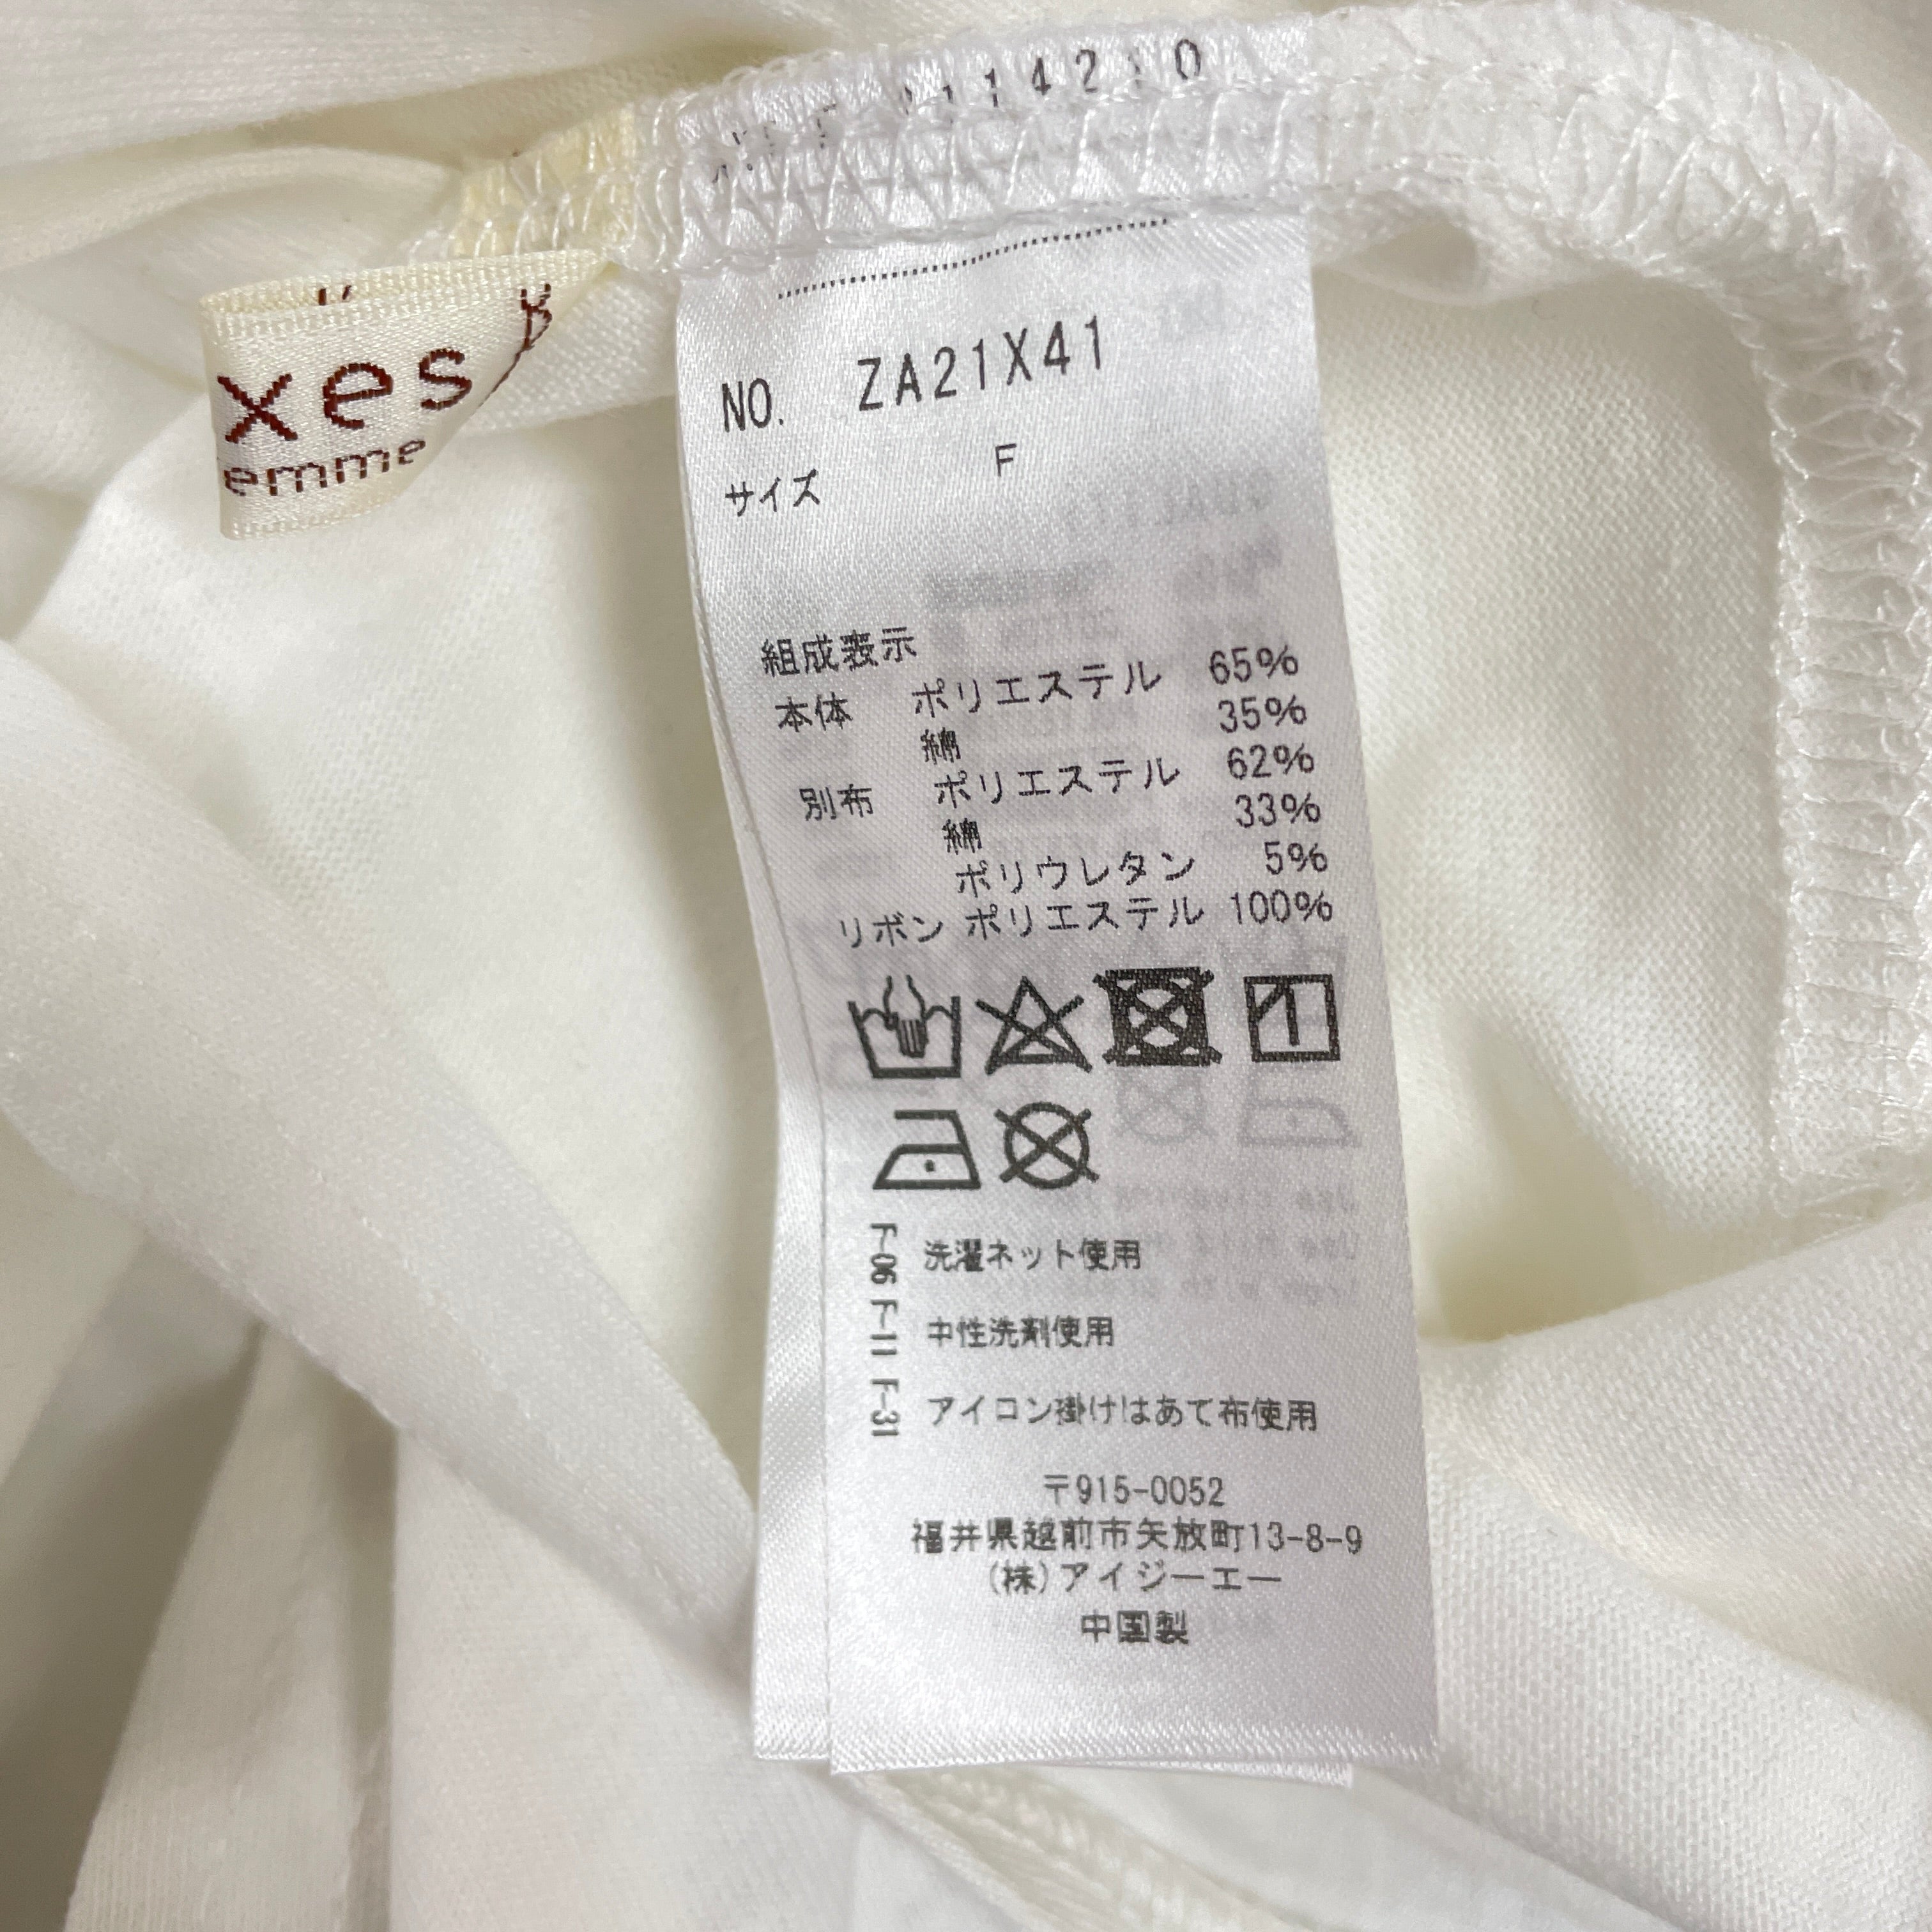 xes
emme
NO. ZA21X41
サイズ F
組成表示
本体 ポリエステル 65%
綿 35%
別布 ポリエステル 62%
綿 33%
ポリウレタン 5%
リボン ポリエステル 100%
F-06 洗濯ネット使用
F-11 中性洗剤使用
F-31 アイコン掛けはあて布使用
〒915-0052
福井県越前市矢放町13-8-9
(株)アイジーエー
中国製